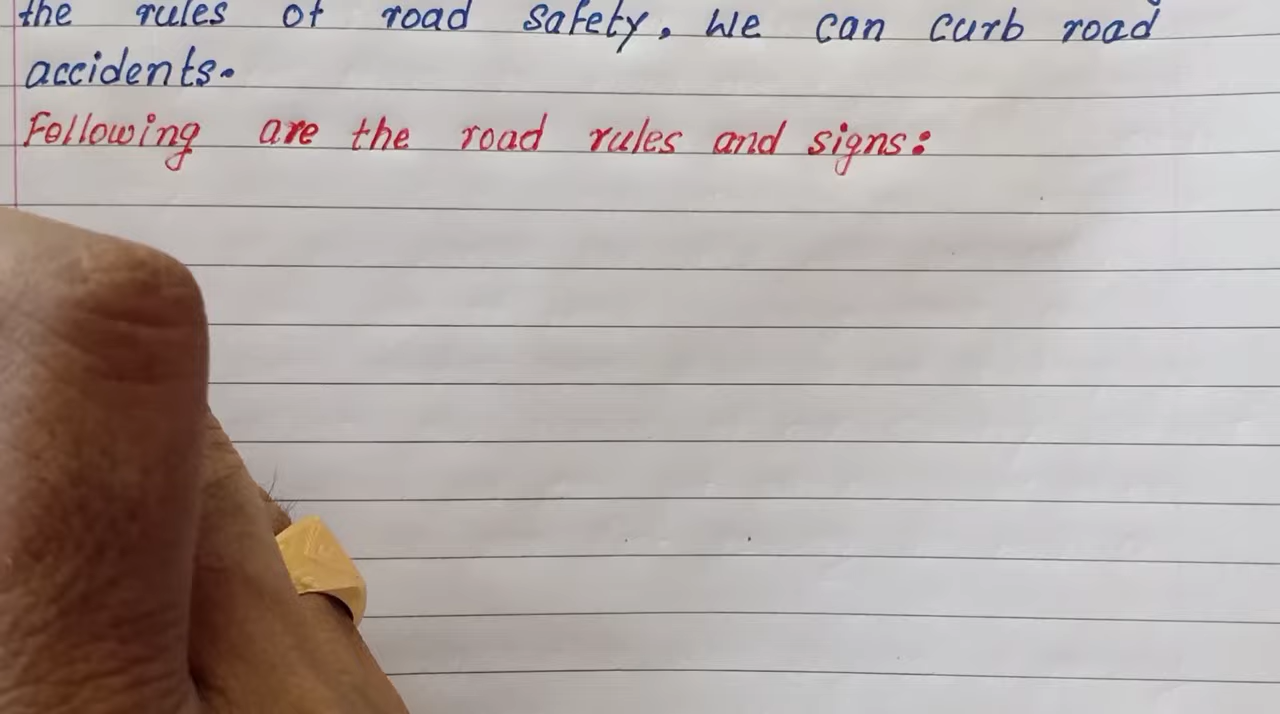 the rules of road safety, we can curb road
accidents.
Following are the road rules and signs: